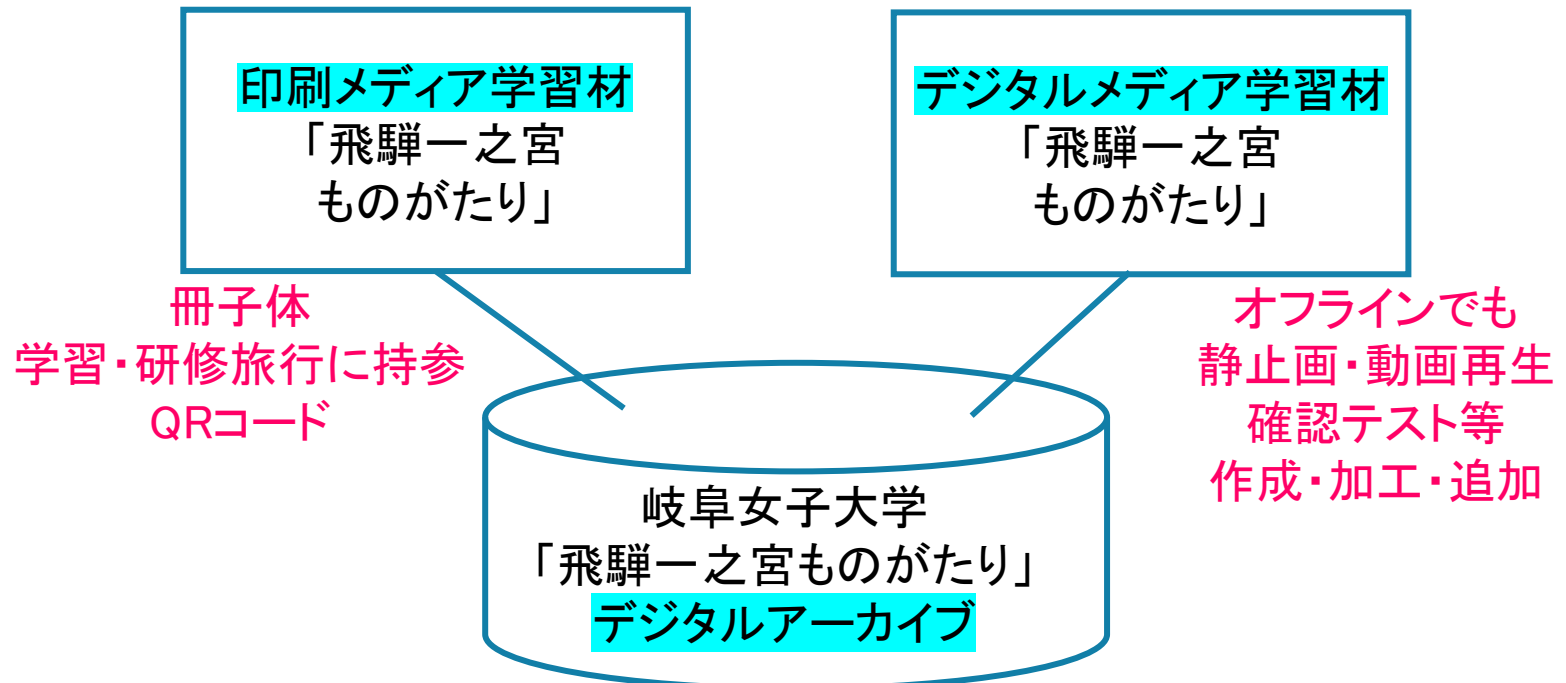 印刷メディア学習材
「飛騨一之宮
ものがたり」
デジタルメディア学習材
「飛騨一之宮
ものがたり」
冊子体
学習・研修旅行に持参
QRコード
オフラインでも
静止画・動画再生
確認テスト等
作成・加工・追加
岐阜女子大学
「飛騨一之宮ものがたり」
デジタルアーカイブ